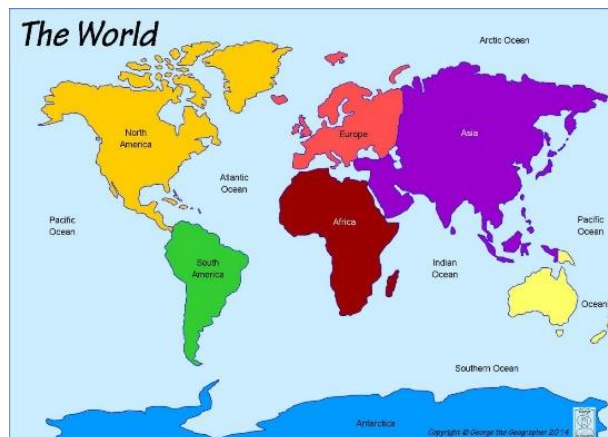 The World
Arctic Ocean
North
America
Europe
Asia
Atlantic
Ocean
Pacific
Ocean
Africa
Pacific
Ocean
South
America
Indian
Ocean
Ocean
Southern Ocean
Antarctica
Copyright © George the Geographer 2014